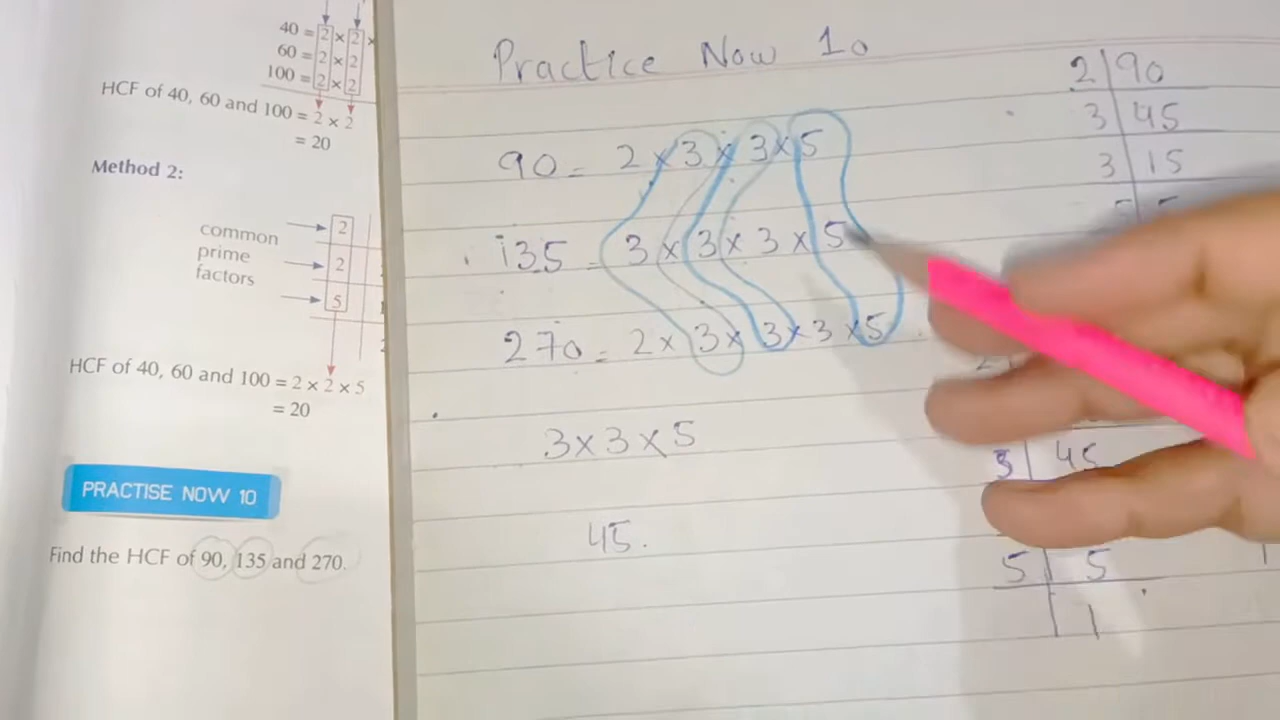 40 = 2 × 2 ×
60 = 2 × 2
100 = 2 × 2
HCF of 40, 60 and 100 = 2 × 2
= 20
Method 2:
common
prime
factors
2
2
5
HCF of 40, 60 and 100 = 2 × 2 × 5
= 20
PRACTISE NOW 10
Find the HCF of 90, 135 and 270.
Practice Now 10
90 = 2 × 3 × 3 × 5
135 = 3 × 3 × 3 × 5
270 = 2 × 3 × 3 × 3 × 5
3 × 3 × 5
45.
2 | 90
3 | 45
3 | 15
3 | 45
5 | 5
1